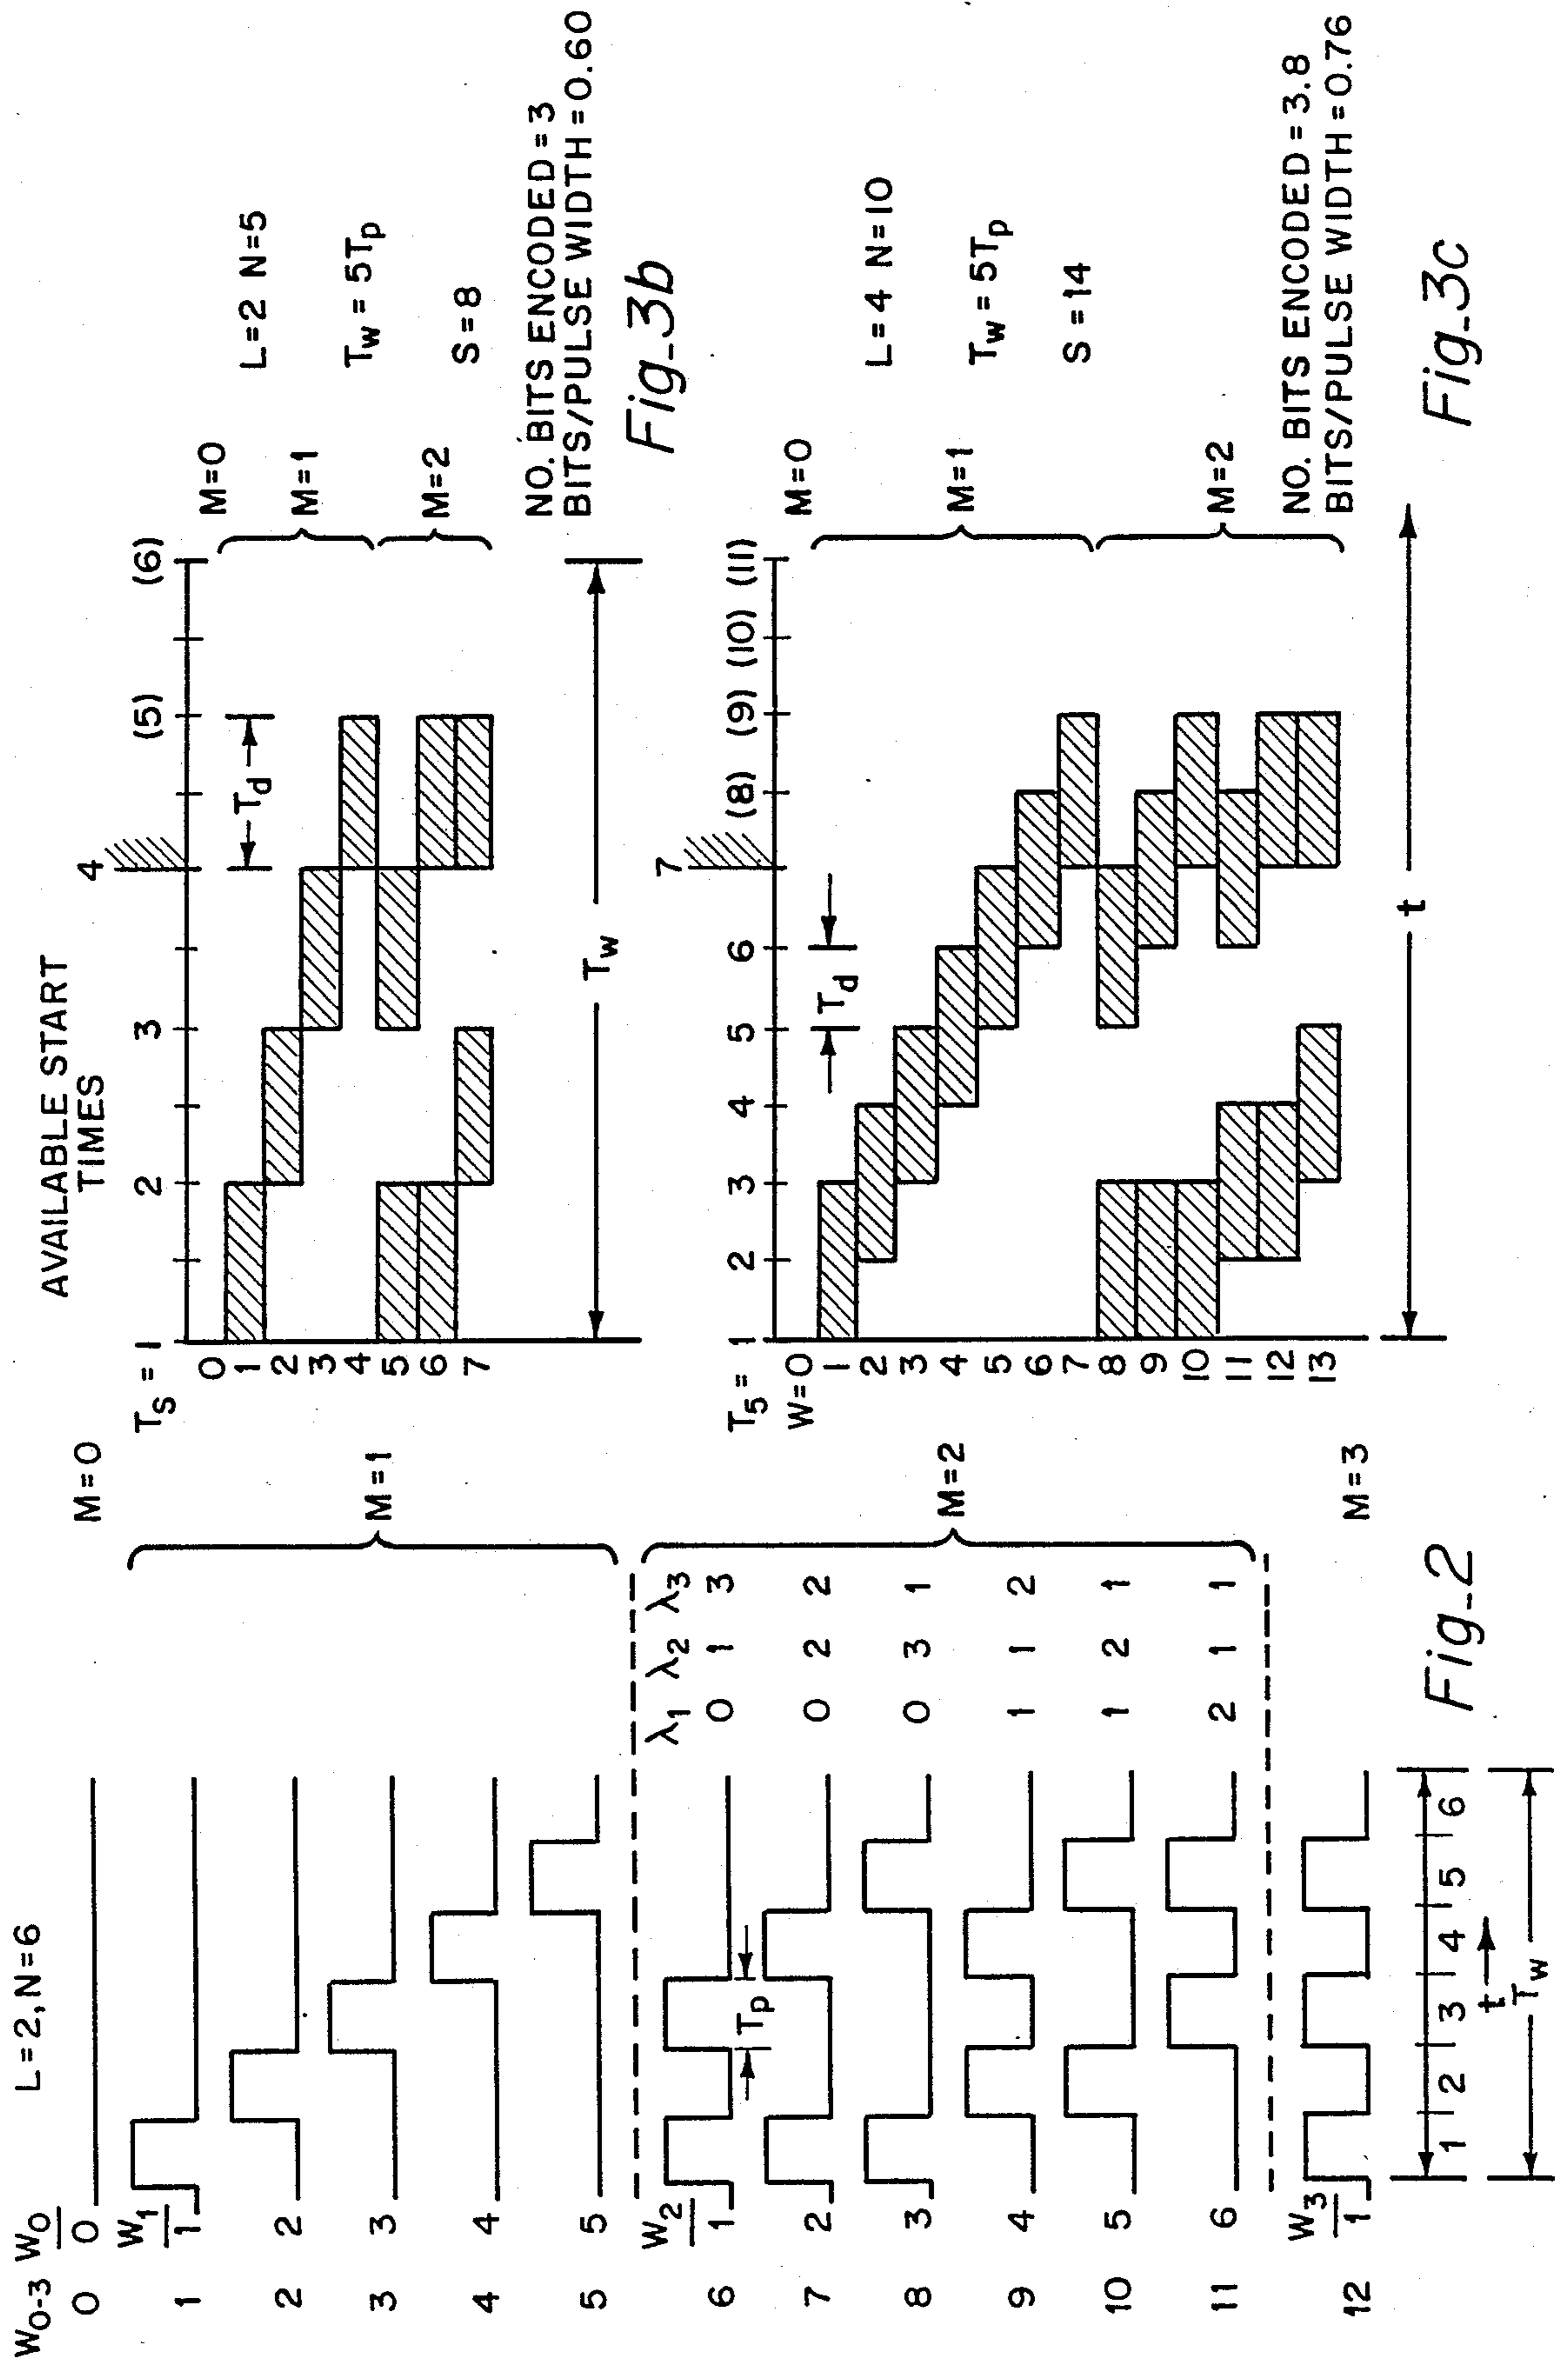 L=2, N=6
W0-3 W0
0 0
M=0
W1
1 1
2 2
3 3
4 4
5 5
M=1
W2
λ1 λ2 λ3
6 1 0 1 3
Tp
7 2 0 2 2
8 3 0 3 1
9 4 1 1 2
10 5 1 2 1
11 6 2 1 1
M=2
W3
12 1
M=3
1 2 3 4 5 6
t
Tw
Fig_2
AVAILABLE START
TIMES
TS = 1 2 3 4 (5) (6)
0
1
2
3
4
5
6
7
Td
M=0
M=1
M=2
L=2 N=5
Tw = 5Tp
S = 8
Tw
NO. BITS ENCODED = 3
BITS/PULSE WIDTH = 0.60
Fig_3b
T5 = 1 2 3 4 5 6 7 (8) (9) (10) (11)
W=0
1
2
3
4
5
6
7
8
9
10
11
12
13
Td
M=0
M=1
M=2
L=4 N=10
Tw = 5Tp
S = 14
NO. BITS ENCODED = 3.8
BITS/PULSE WIDTH = 0.76
t
Fig_3c